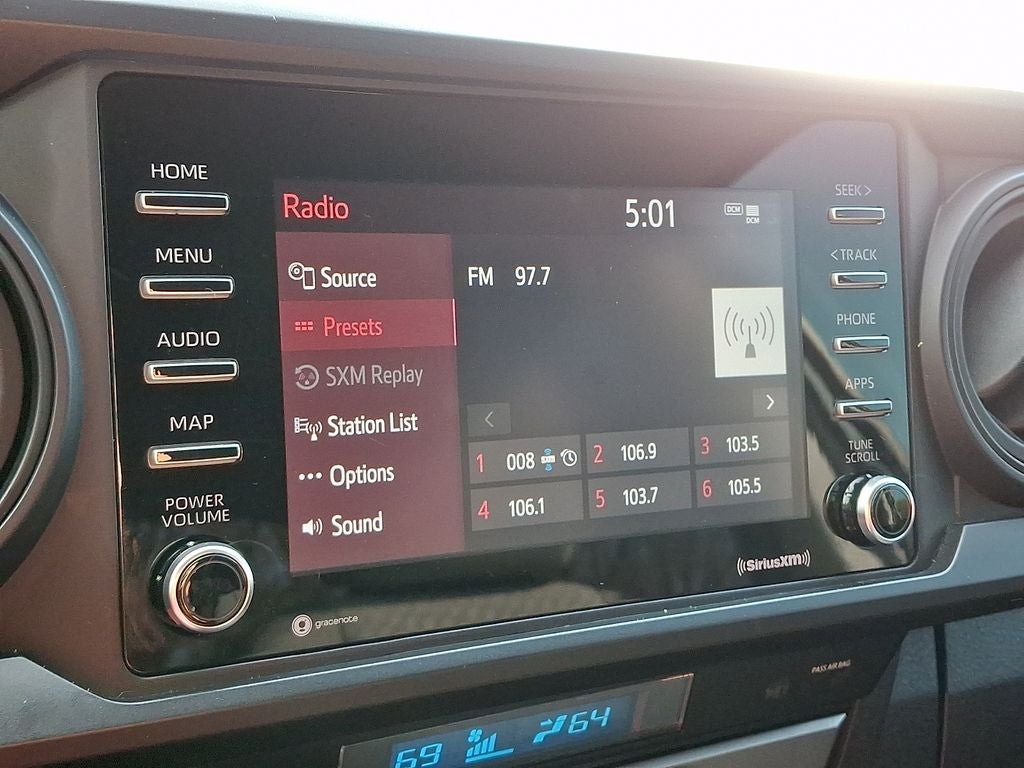 HOME
MENU
AUDIO
MAP
POWER
VOLUME
Radio
5:01
DCM
DCM
Source
Presets
SXM Replay
Station List
Options
Sound
FM 97.7
<
>
1 008
2 106.9
3 103.5
4 106.1
5 103.7
6 105.5
SEEK >
< TRACK
PHONE
APPS
TUNE
SCROLL
gracenote
SiriusXM
PASS AIR BAG
69
64